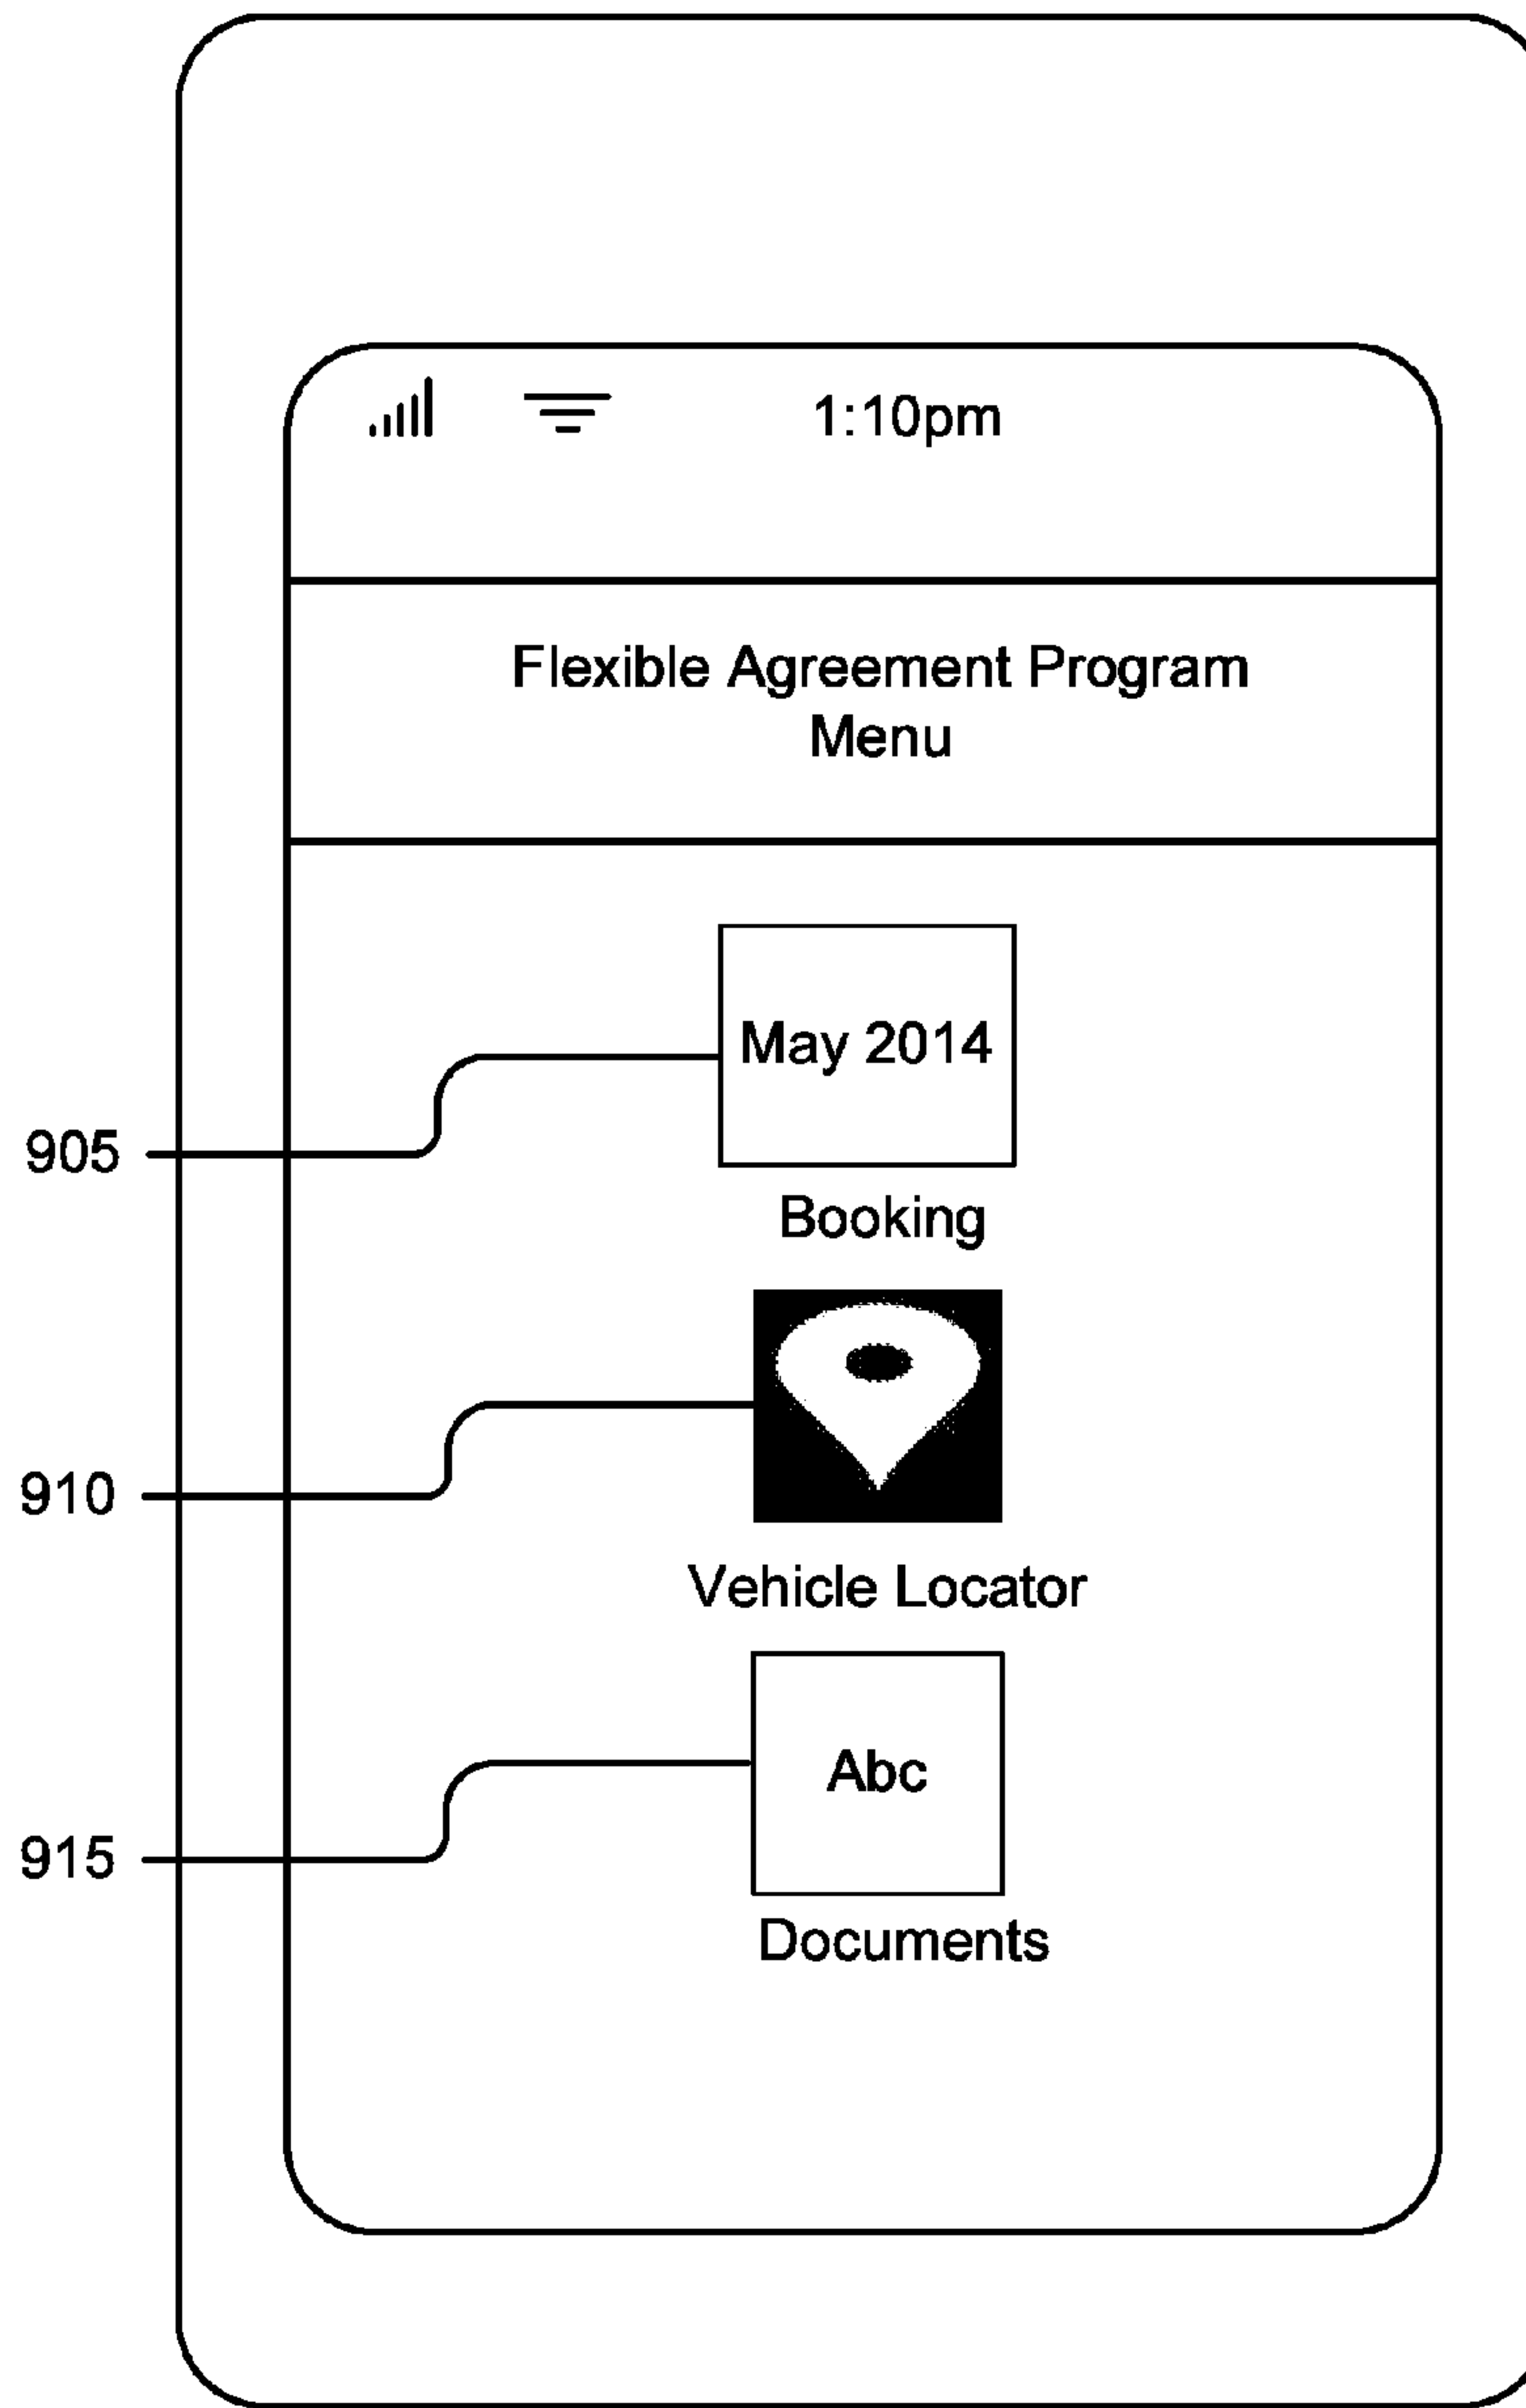 1:10pm
Flexible Agreement Program
Menu
May 2014
905
Booking
910
Vehicle Locator
Abc
915
Documents